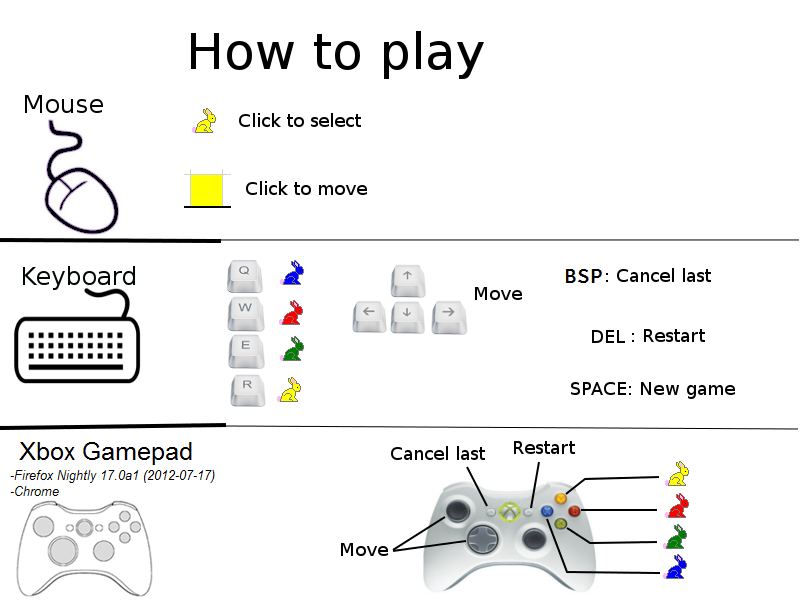 How to play
Mouse
Click to select
Click to move
Keyboard
Q
W
E
R
↑
← ↓ →
Move
BSP: Cancel last
DEL : Restart
SPACE: New game
Xbox Gamepad
-Firefox Nightly 17.0a1 (2012-07-17)
-Chrome
Cancel last
Restart
Move